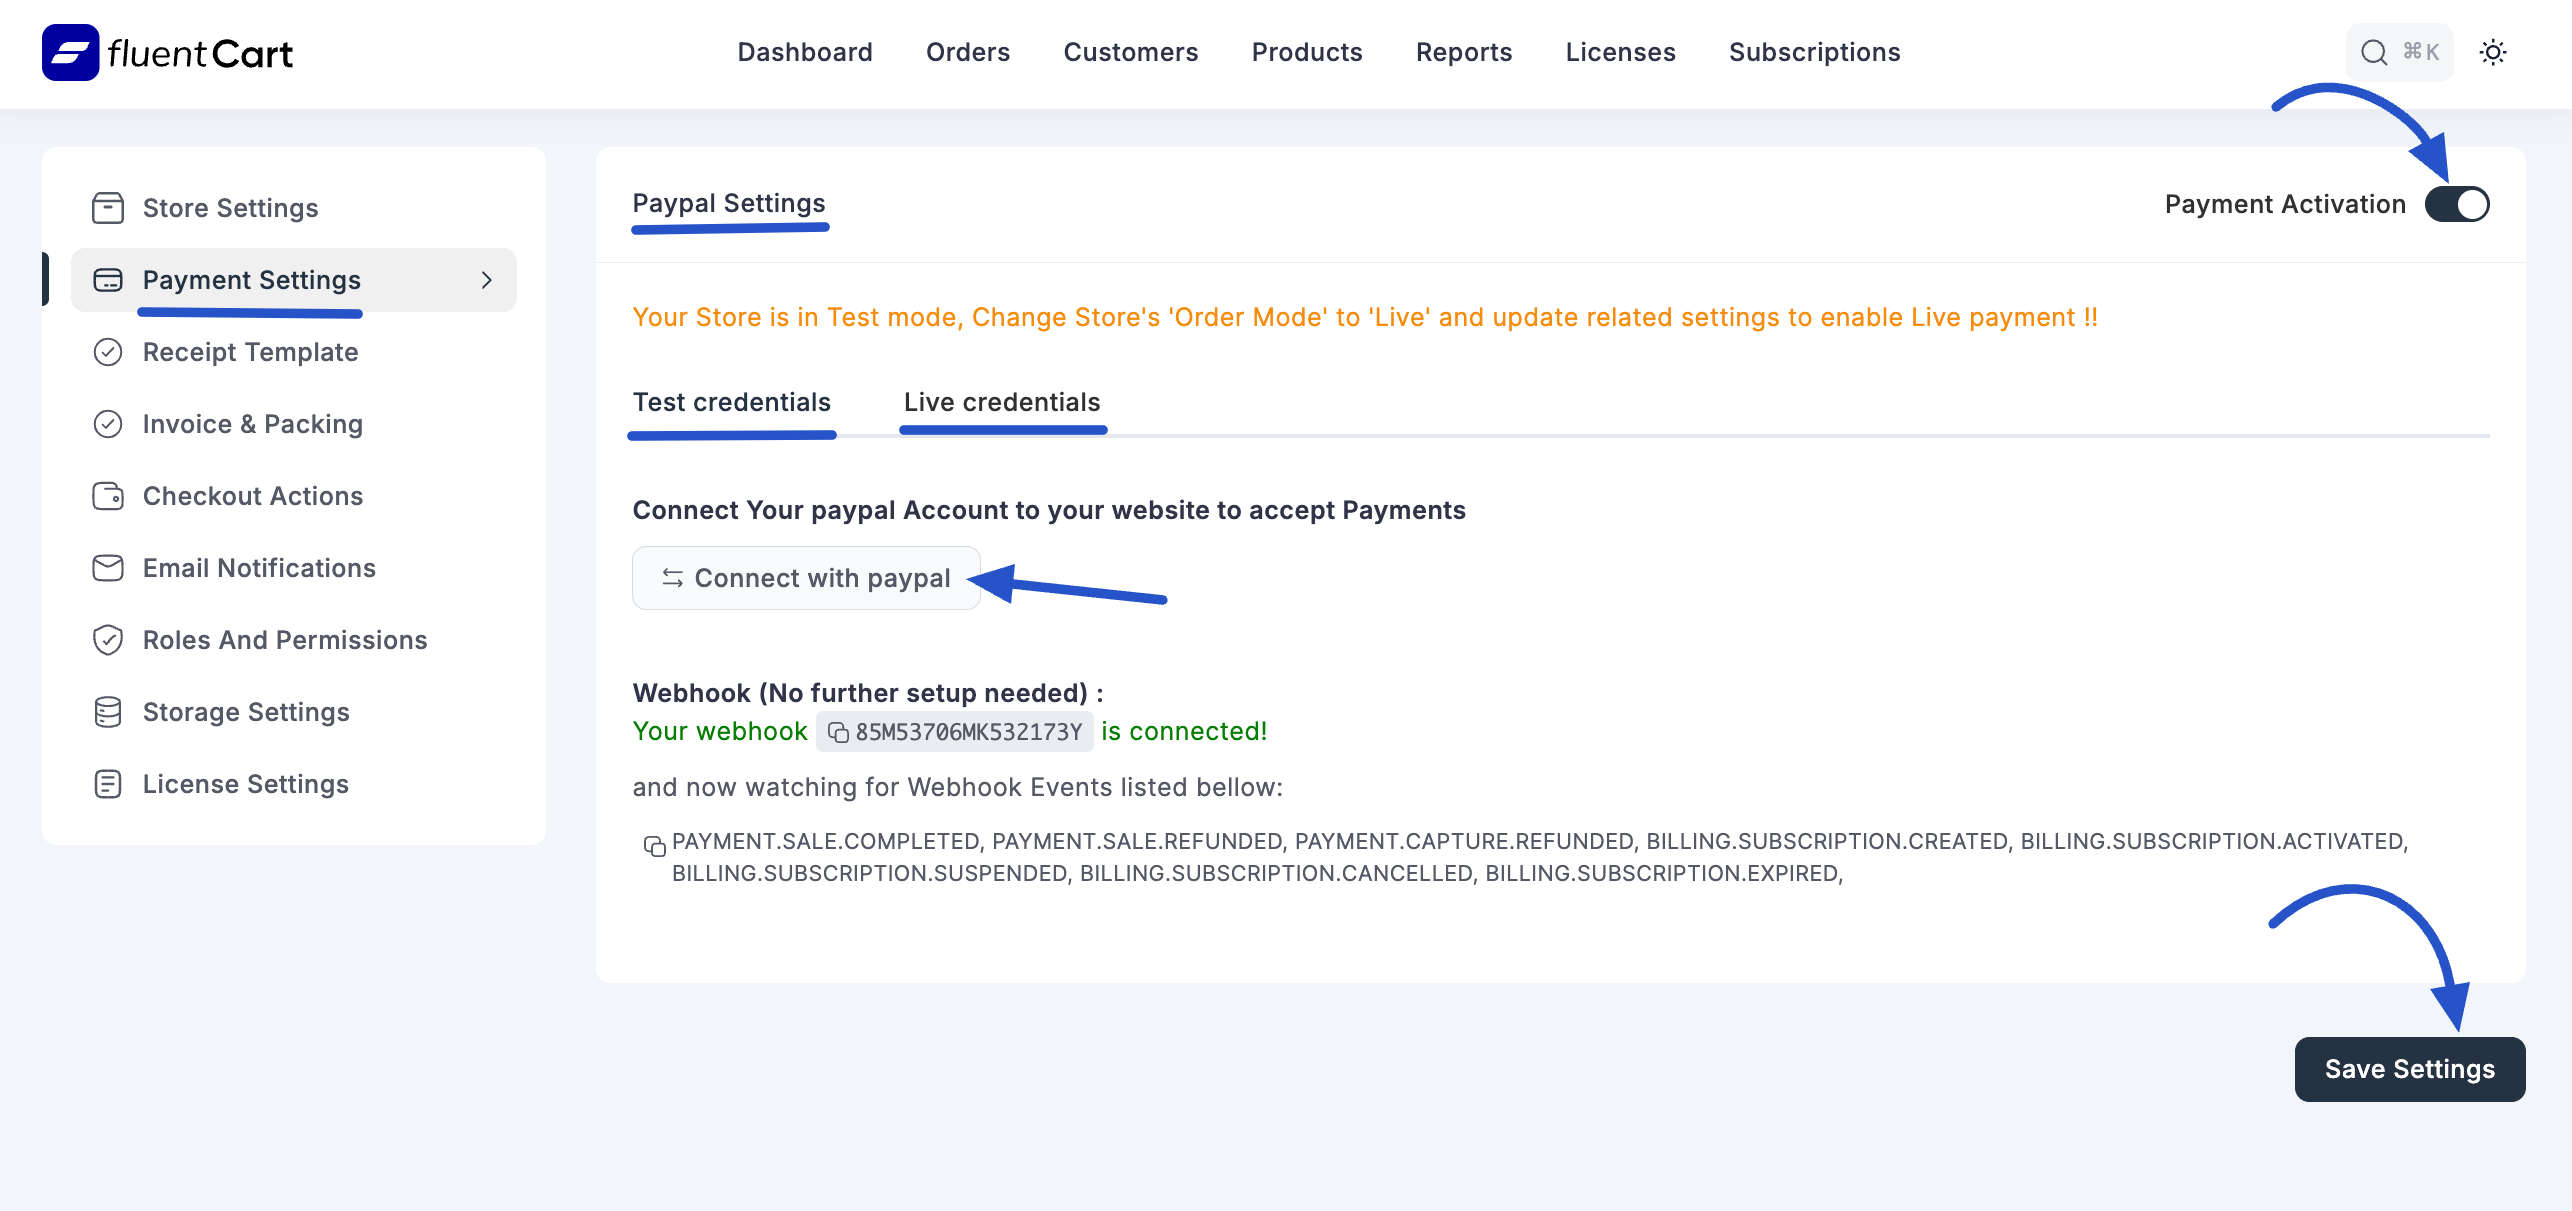 fluentCart
Dashboard
Orders
Customers
Products
Reports
Licenses
Subscriptions
⌘K
Store Settings
Payment Settings
Receipt Template
Invoice & Packing
Checkout Actions
Email Notifications
Roles And Permissions
Storage Settings
License Settings
Paypal Settings
Payment Activation
Your Store is in Test mode, Change Store's 'Order Mode' to 'Live' and update related settings to enable Live payment !!
Test credentials
Live credentials
Connect Your paypal Account to your website to accept Payments
Connect with paypal
Webhook (No further setup needed) :
Your webhook 85M53706MK532173Y is connected!
and now watching for Webhook Events listed bellow:
PAYMENT.SALE.COMPLETED, PAYMENT.SALE.REFUNDED, PAYMENT.CAPTURE.REFUNDED, BILLING.SUBSCRIPTION.CREATED, BILLING.SUBSCRIPTION.ACTIVATED,
BILLING.SUBSCRIPTION.SUSPENDED, BILLING.SUBSCRIPTION.CANCELLED, BILLING.SUBSCRIPTION.EXPIRED,
Save Settings